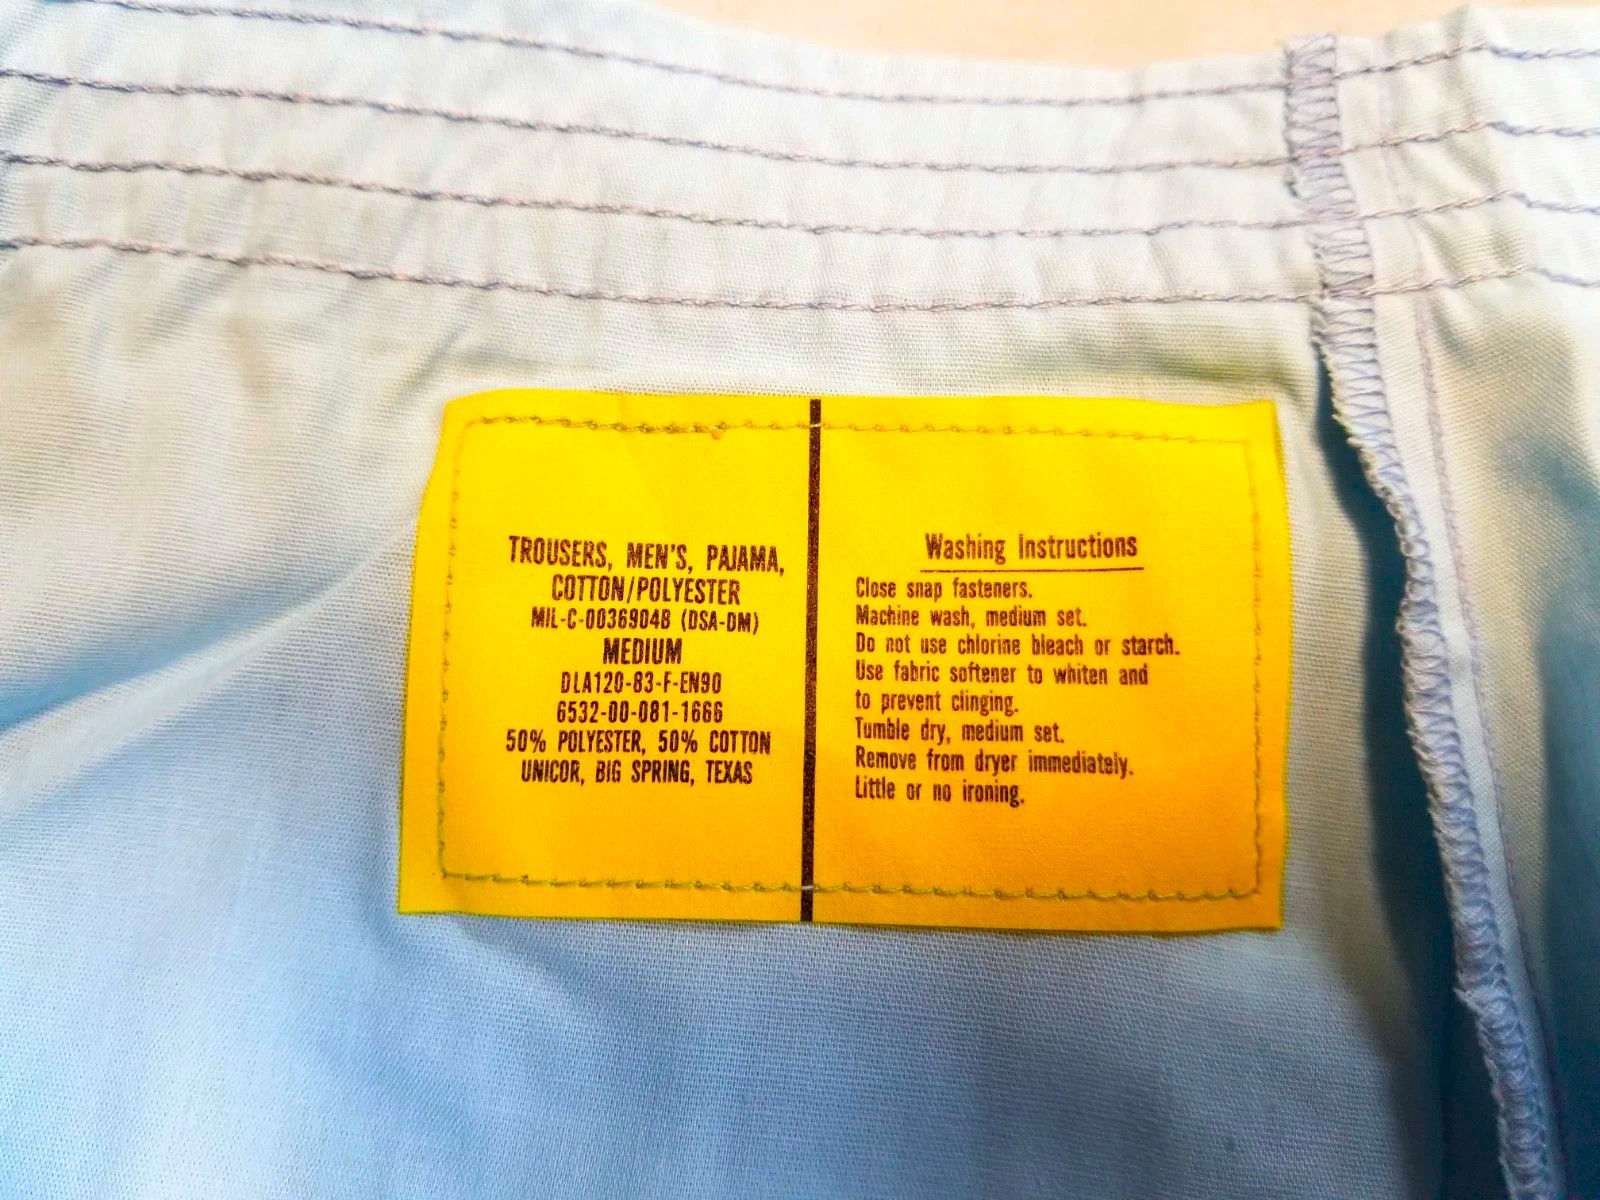 TROUSERS, MEN'S, PAJAMA,
COTTON/POLYESTER
MIL-C-0036904B (DSA-DM)
MEDIUM
DLA120-83-F-EN90
6532-00-081-1666
50% POLYESTER, 50% COTTON
UNICOR, BIG SPRING, TEXAS
Washing Instructions
Close snap fasteners.
Machine wash, medium set.
Do not use chlorine bleach or starch.
Use fabric softener to whiten and
to prevent clinging.
Tumble dry, medium set.
Remove from dryer immediately.
Little or no ironing.